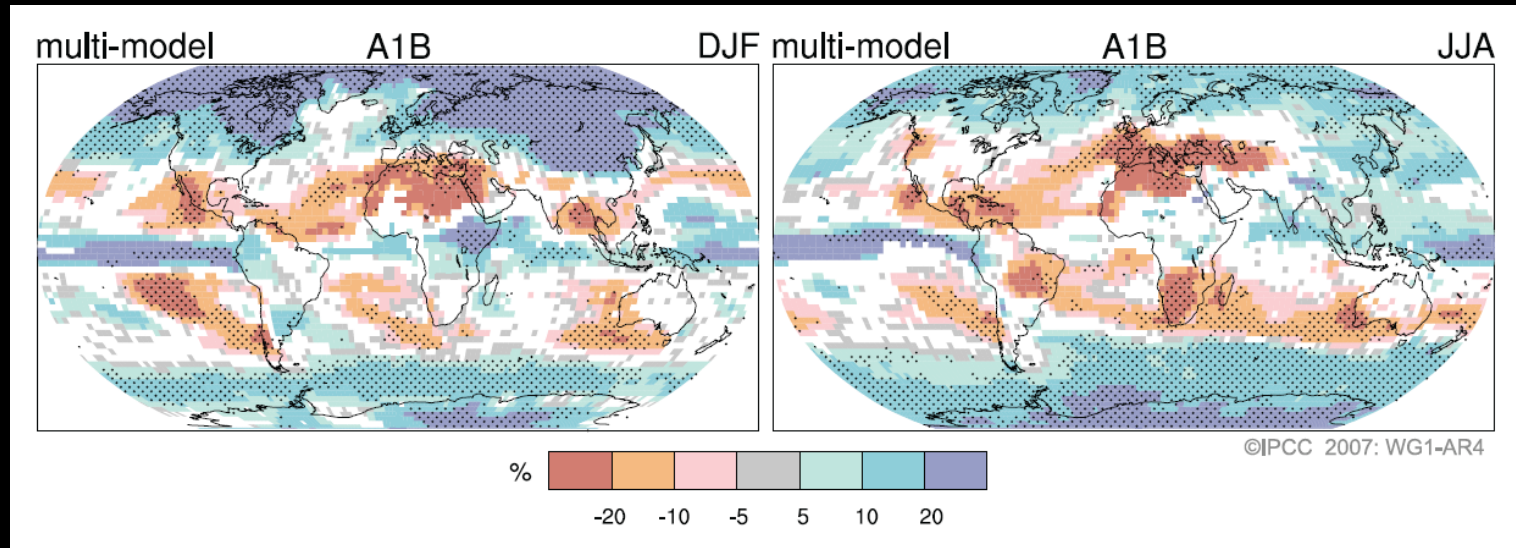 multi-model A1B DJF
multi-model A1B JJA
©IPCC 2007: WG1-AR4
%
-20 -10 -5 5 10 20